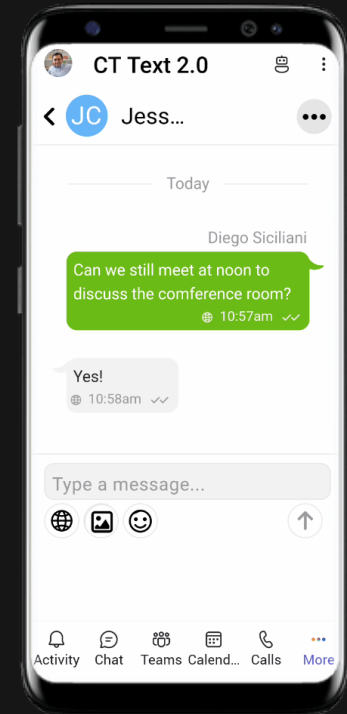 CT Text 2.0
JC Jess...
Today
Diego Siciliani
Can we still meet at noon to
discuss the comference room?
10:57am
Yes!
10:58am
Type a message...
Activity Chat Teams Calend... Calls More